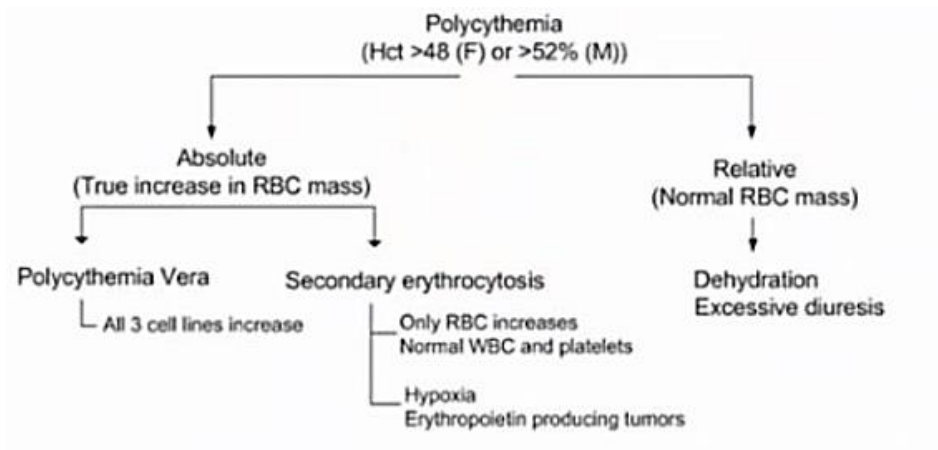 Polycythemia
(Hct >48 (F) or >52% (M))
Absolute
(True increase in RBC mass)
Relative
(Normal RBC mass)
Polycythemia Vera
All 3 cell lines increase
Secondary erythrocytosis
Only RBC increases
Normal WBC and platelets
Hypoxia
Erythropoietin producing tumors
Dehydration
Excessive diuresis